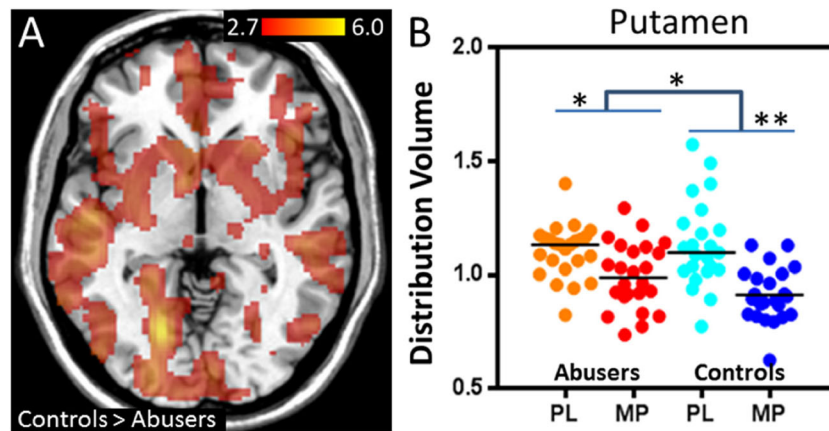 A
2.7
6.0
Controls > Abusers
B
Putamen
Distribution Volume
2.0
1.5
1.0
0.5
*
*
**
Abusers
Controls
PL
MP
PL
MP